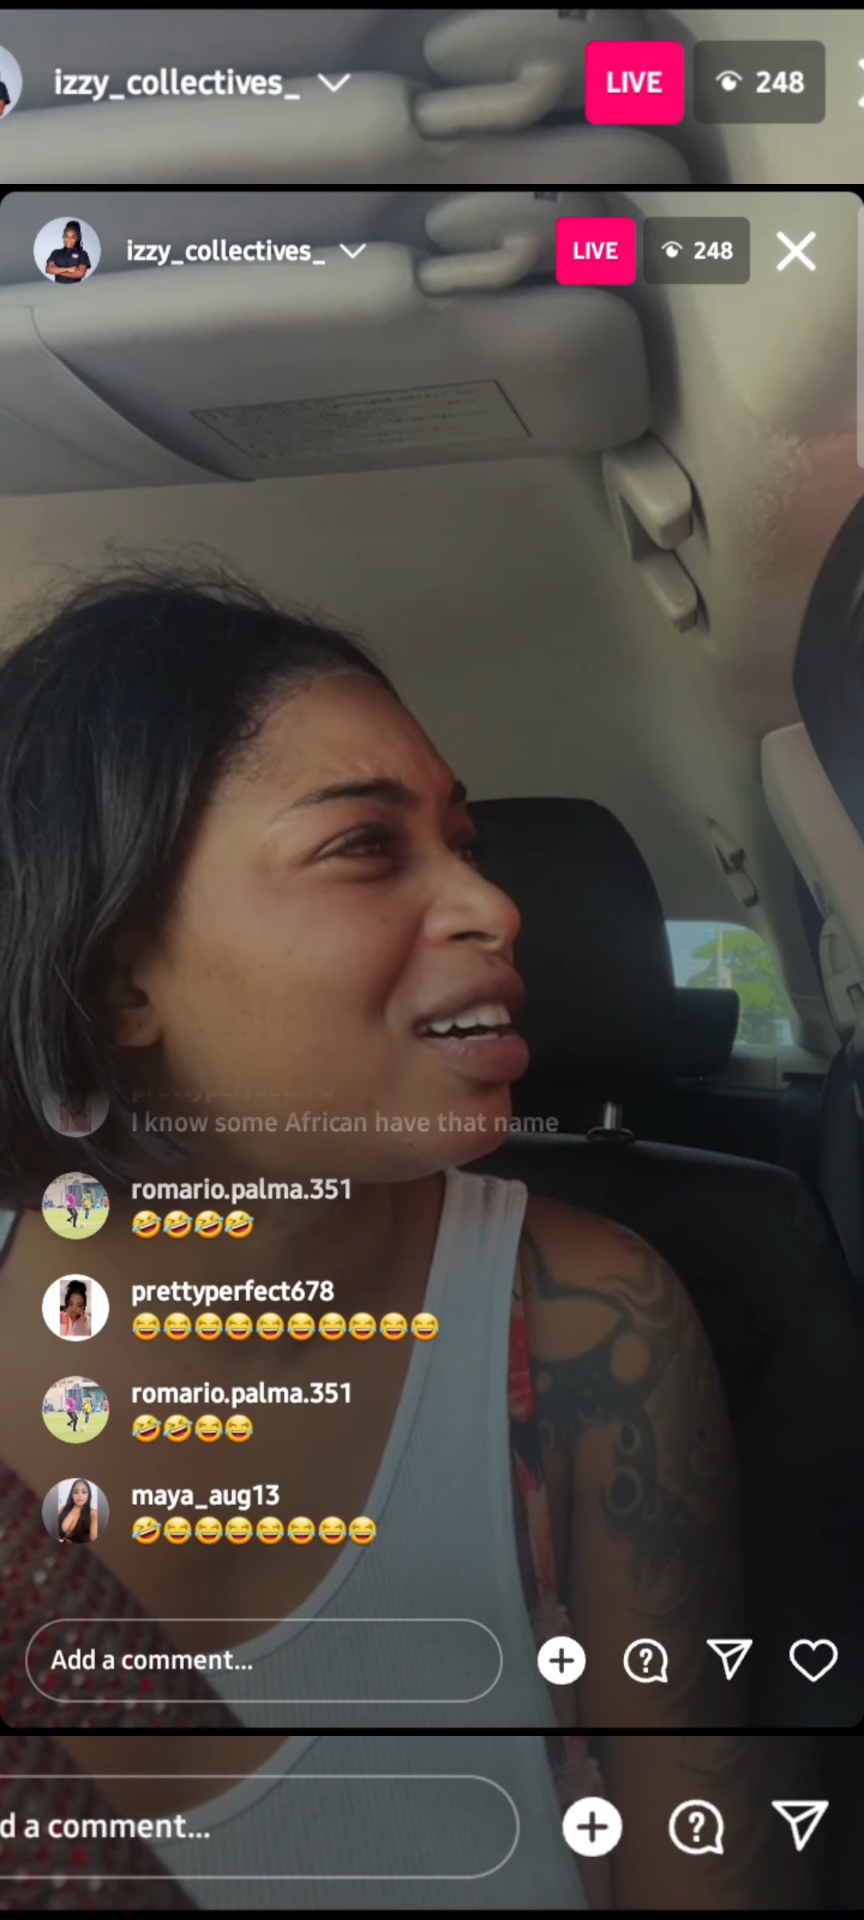 izzy_collectives_
LIVE
248
izzy_collectives_
LIVE
248
I know some African have that name
romario.palma.351
🤣🤣🤣🤣
prettyperfect678
😂😂😂😂😂😂😂😂😂😂
romario.palma.351
🤣🤣😂😂
maya_aug13
🤣😂😂😂😂😂😂😂
Add a comment...
d a comment...